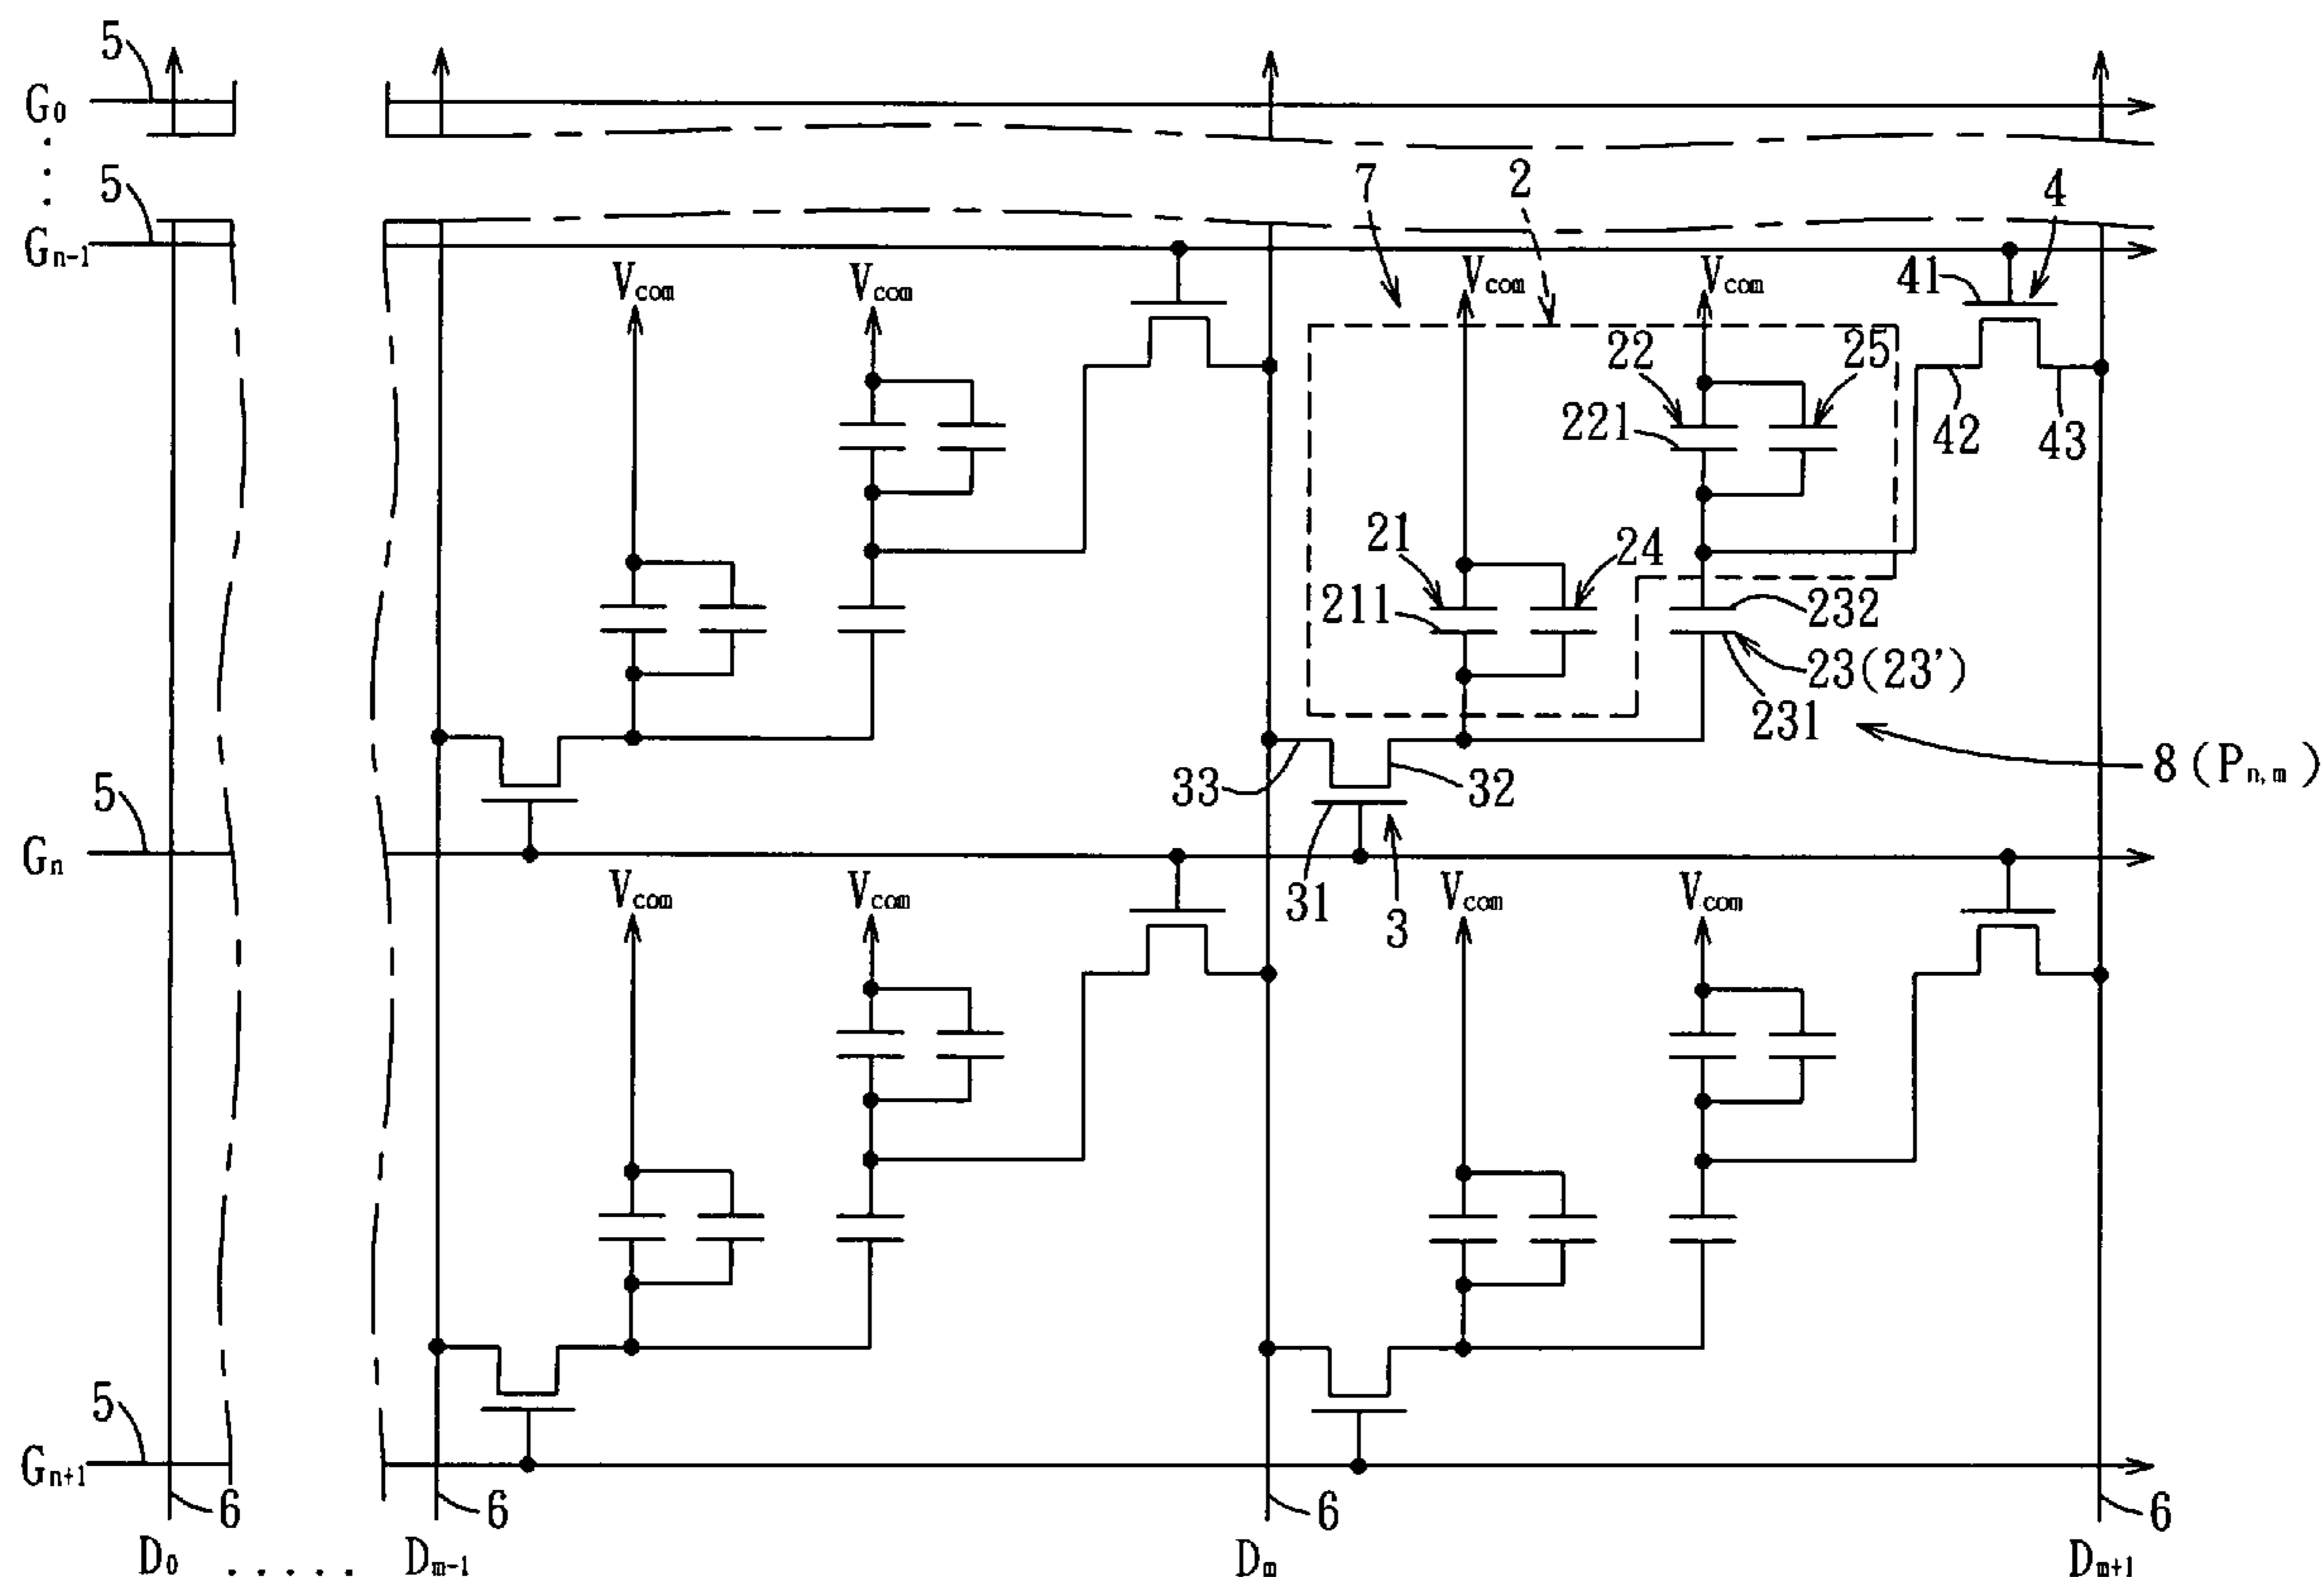 5
G₀
5
7
2
4
Gₙ₋₁
Vcom
Vcom
Vcom
Vcom
41
22
25
221
42
43
21
24
211
232
23(23')
231
8(Pₙ,ₘ)
33
32
5
Gₙ
31
3
Vcom
Vcom
Vcom
Vcom
5
Gₙ₊₁
6
6
6
6
D₀ ..... Dₘ₋₁
Dₘ
Dₘ₊₁